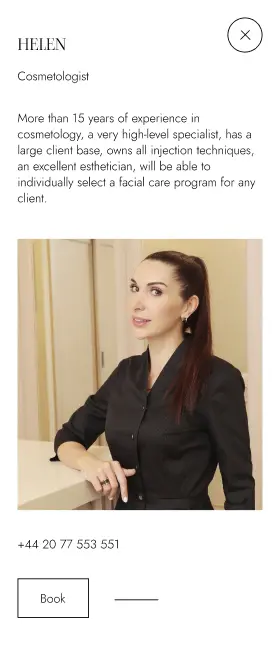 HELEN
Cosmetologist
More than 15 years of experience in
cosmetology, a very high-level specialist, has a
large client base, owns all injection techniques,
an excellent esthetician, will be able to
individually select a facial care program for any
client.
+44 20 77 553 551
Book